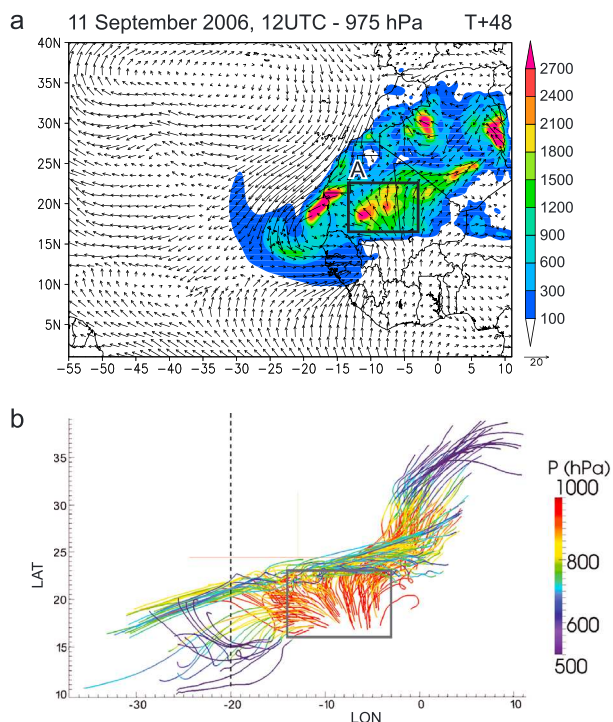 a 11 September 2006, 12UTC - 975 hPa T+48
40N
35N
30N
25N
20N
15N
10N
5N
A
2700
2400
2100
1800
1500
1200
900
600
300
100
−55 −50 −45 −40 −35 −30 −25 −20 −15 −10 −5 0 5 10
20
b
LAT
35
30
25
20
15
10
-30 -20 -10 0 10
LON
P (hPa)
1000
800
600
500